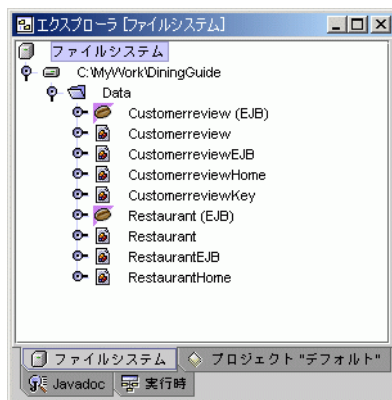 エクスプローラ [ファイルシステム]
ファイルシステム
C:\MyWork\DiningGuide
Data
Customerreview (EJB)
Customerreview
CustomerreviewEJB
CustomerreviewHome
CustomerreviewKey
Restaurant (EJB)
Restaurant
RestaurantEJB
RestaurantHome
ファイルシステム プロジェクト "デフォルト"
Javadoc 実行時